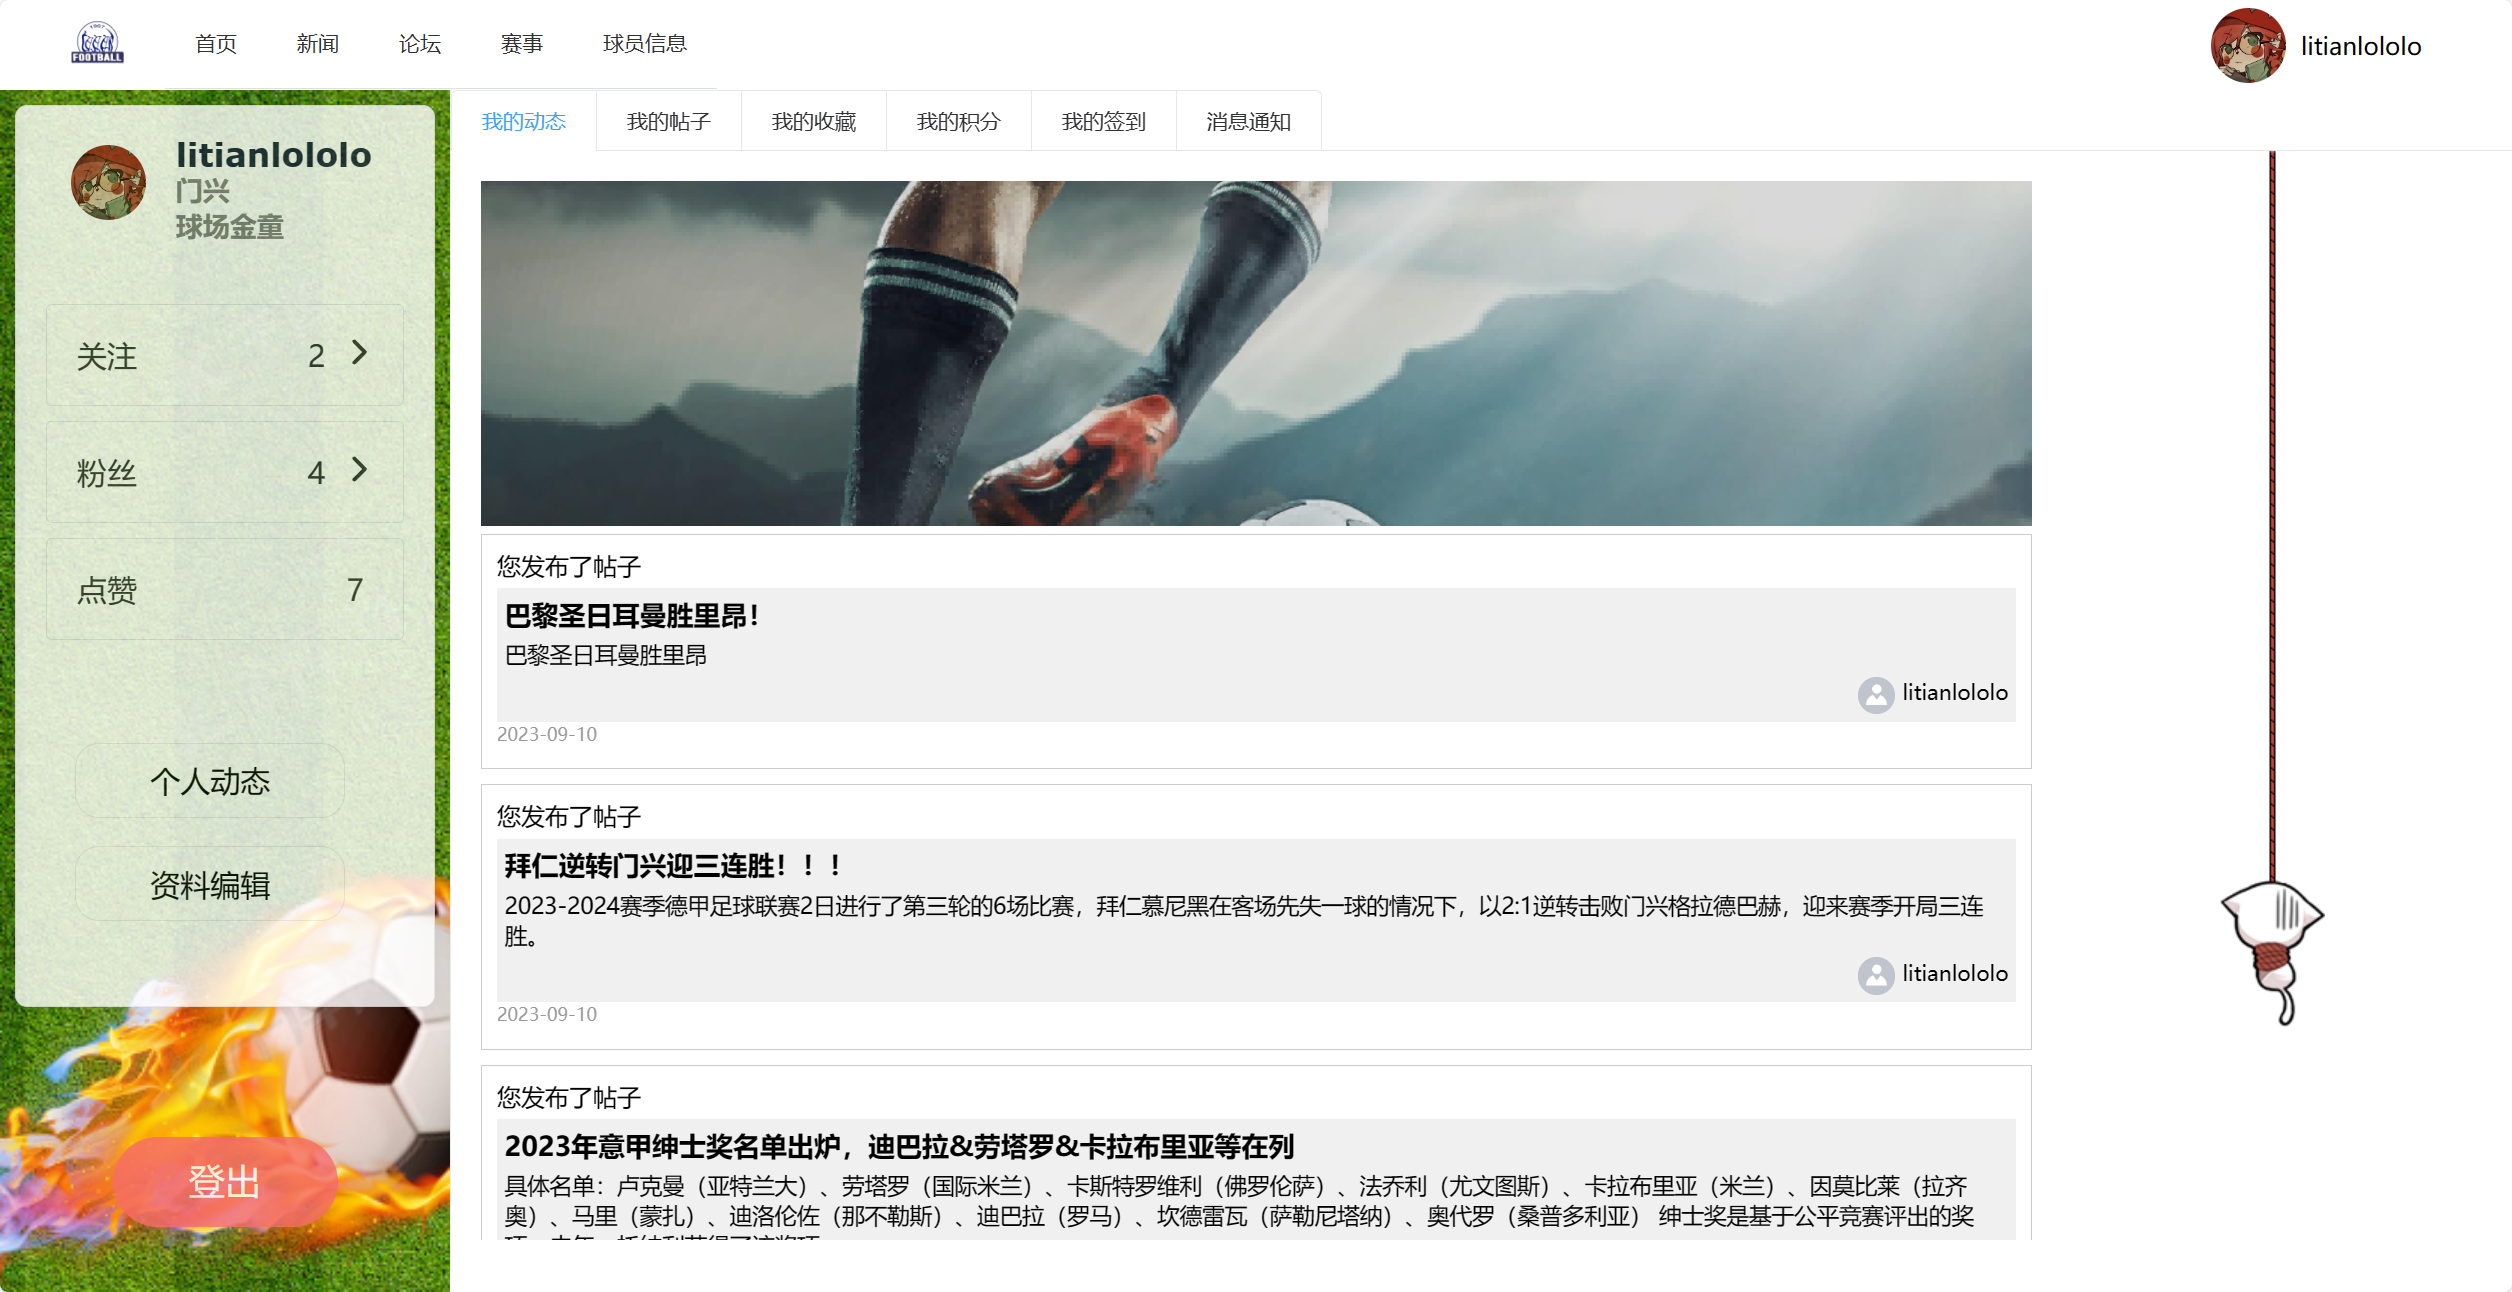 1907
FOOTBALL
首页 新闻 论坛 赛事 球员信息
litianlololo
litianlololo
门兴
球场金童
关注 2
粉丝 4
点赞 7
个人动态
资料编辑
登出
我的动态 我的帖子 我的收藏 我的积分 我的签到 消息通知
您发布了帖子
巴黎圣日耳曼胜里昂！
巴黎圣日耳曼胜里昂
litianlololo
2023-09-10
您发布了帖子
拜仁逆转门兴迎三连胜！！！
2023-2024赛季德甲足球联赛2日进行了第三轮的6场比赛，拜仁慕尼黑在客场先失一球的情况下，以2:1逆转击败门兴格拉德巴赫，迎来赛季开局三连
胜。
litianlololo
2023-09-10
您发布了帖子
2023年意甲绅士奖名单出炉，迪巴拉&劳塔罗&卡拉布里亚等在列
具体名单：卢克曼（亚特兰大）、劳塔罗（国际米兰）、卡斯特罗维利（佛罗伦萨）、法乔利（尤文图斯）、卡拉布里亚（米兰）、因莫比莱（拉齐
奥）、马里（蒙扎）、迪洛伦佐（那不勒斯）、迪巴拉（罗马）、坎德雷瓦（萨勒尼塔纳）、奥代罗（桑普多利亚） 绅士奖是基于公平竞赛评出的奖